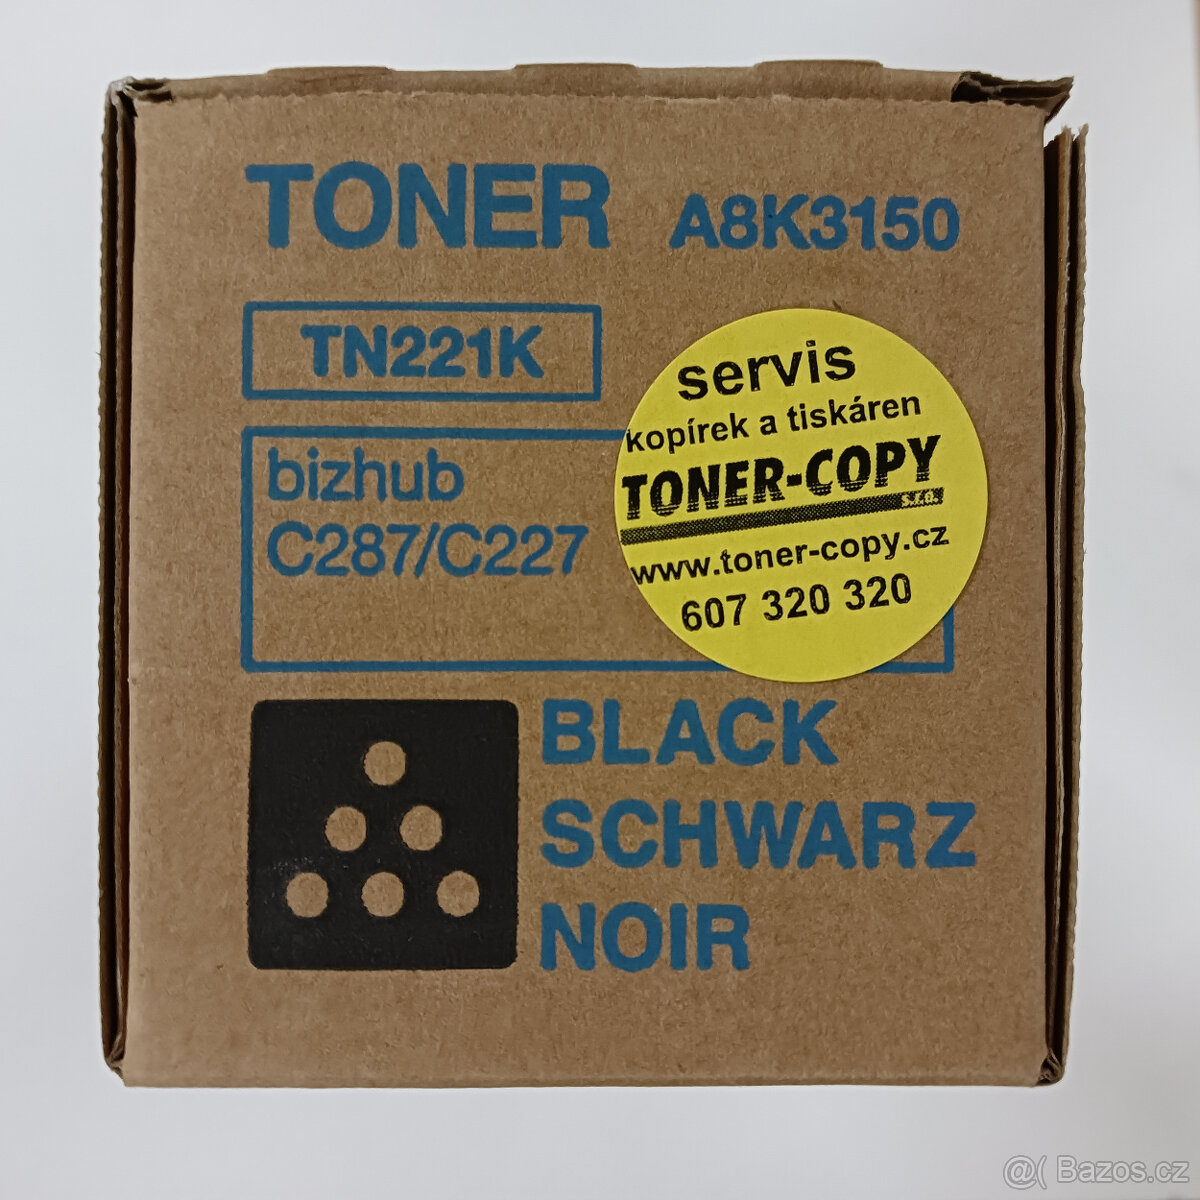 TONER A8K3150
TN221K
bizhub
C287/C227
servis
kopírek a tiskáren
TONER-COPY
s.r.o.
www.toner-copy.cz
607 320 320
BLACK
SCHWARZ
NOIR
@( Bazos.cz